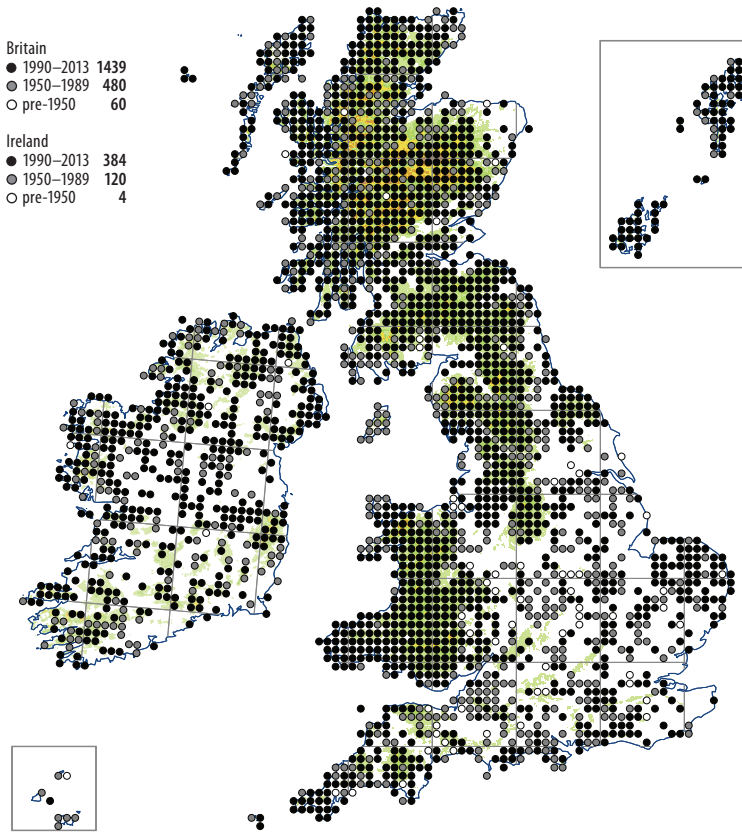 Britain
● 1990–2013 1439
● 1950–1989 480
○ pre-1950 60
Ireland
● 1990–2013 384
● 1950–1989 120
○ pre-1950 4